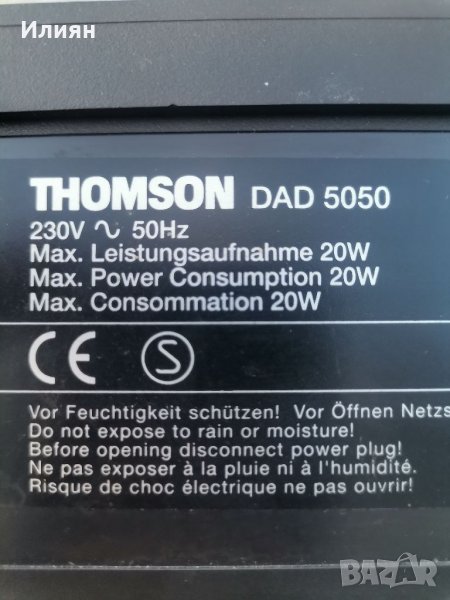 Илиян
THOMSON DAD 5050
230V ∿ 50Hz
Max. Leistungsaufnahme 20W
Max. Power Consumption 20W
Max. Consommation 20W
CE S
Vor Feuchtigkeit schützen! Vor Öffnen Netzs
Do not expose to rain or moisture!
Before opening disconnect power plug!
Ne pas exposer à la pluie ni à l'humidité.
Risque de choc électrique ne pas ouvrir!
BAZAR